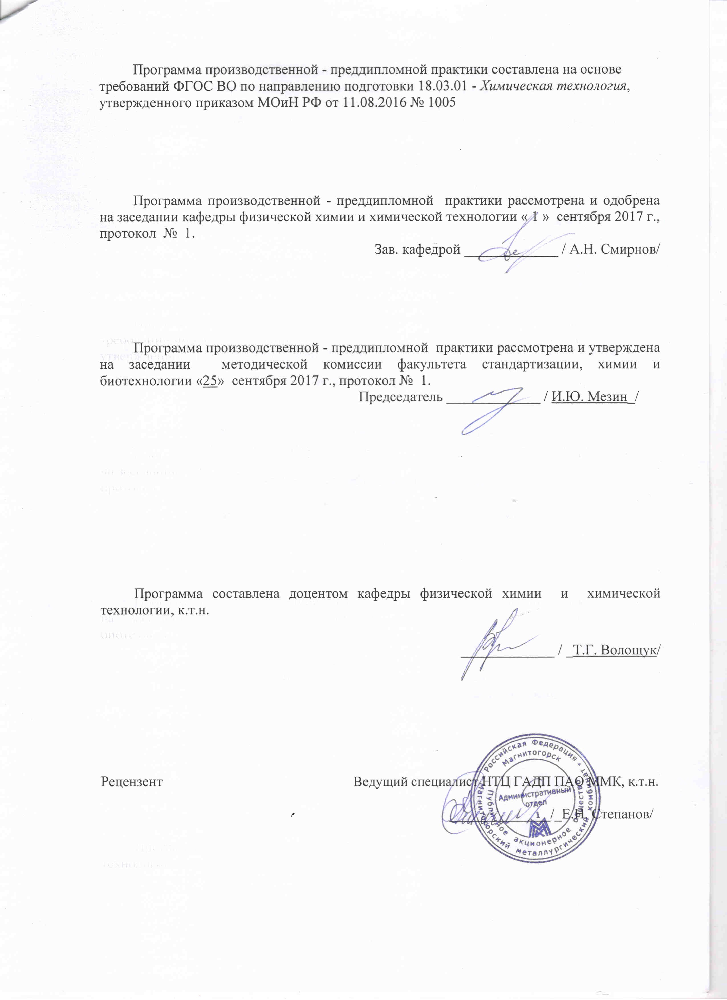 Программа производственной - преддипломной практики составлена на основе
требований ФГОС ВО по направлению подготовки 18.03.01 - Химическая технология,
утвержденного приказом МОиН РФ от 11.08.2016 № 1005
Программа производственной - преддипломной практики рассмотрена и одобрена
на заседании кафедры физической химии и химической технологии « 1 » сентября 2017 г.,
протокол № 1.
Зав. кафедрой _____________ / А.Н. Смирнов/
Программа производственной - преддипломной практики рассмотрена и утверждена
на заседании методической комиссии факультета стандартизации, химии и
биотехнологии «25» сентября 2017 г., протокол № 1.
Председатель _____________ / И.Ю. Мезин_/
Программа составлена доцентом кафедры физической химии и химической
технологии, к.т.н.
_____________ / _Т.Г. Волощук/
Рецензент Ведущий специалист НТЦ ГАДП ПАО ММК, к.т.н.
_____________/_Е.Н. Степанов/
Российская Федерация * Магнитогорский металлургический комбинат
Магнитогорск
Публичное акционерное общество
Административный
отдел
1